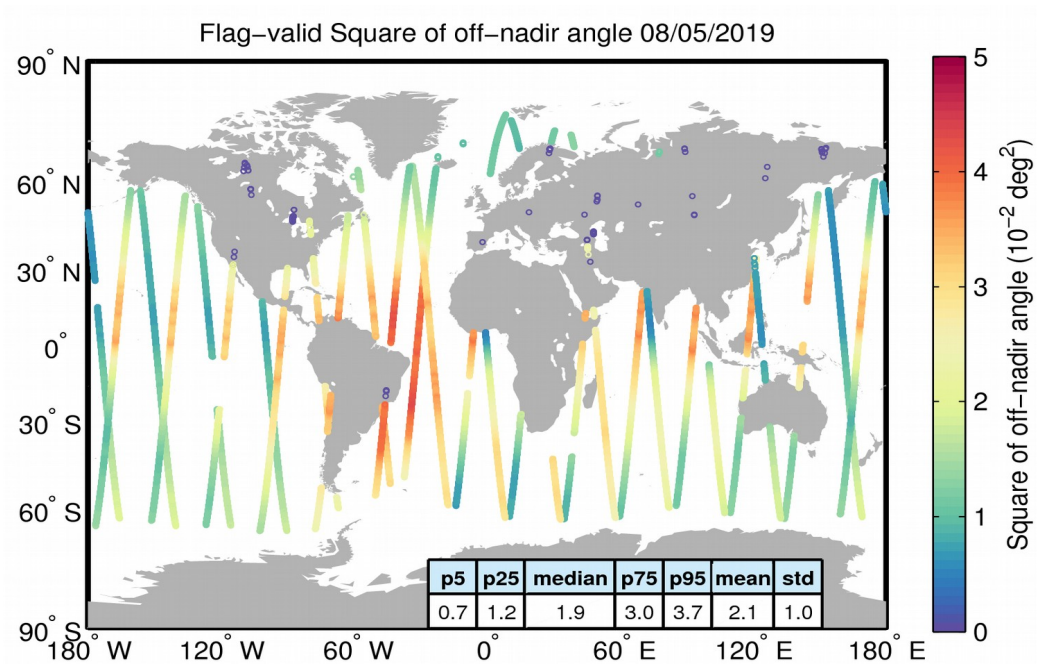 Flag−valid Square of off−nadir angle 08/05/2019
90° N
60° N
30° N
0°
30° S
60° S
90° S
180° W
120° W
60° W
0°
60° E
120° E
180° E
p5 p25 median p75 p95 mean std
0.7 1.2 1.9 3.0 3.7 2.1 1.0
5
4
3
2
1
0
Square of off−nadir angle (10⁻² deg²)